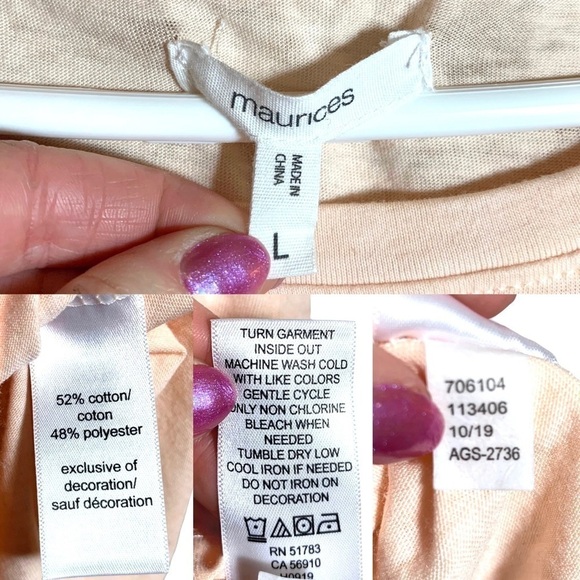 maurices
MADE IN
CHINA
L
52% cotton/
coton
48% polyester
exclusive of
decoration/
sauf décoration
TURN GARMENT
INSIDE OUT
MACHINE WASH COLD
WITH LIKE COLORS
GENTLE CYCLE
ONLY NON CHLORINE
BLEACH WHEN
NEEDED
TUMBLE DRY LOW
COOL IRON IF NEEDED
DO NOT IRON ON
DECORATION
RN 51783
CA 56910
H0919
706104
113406
10/19
AGS-2736